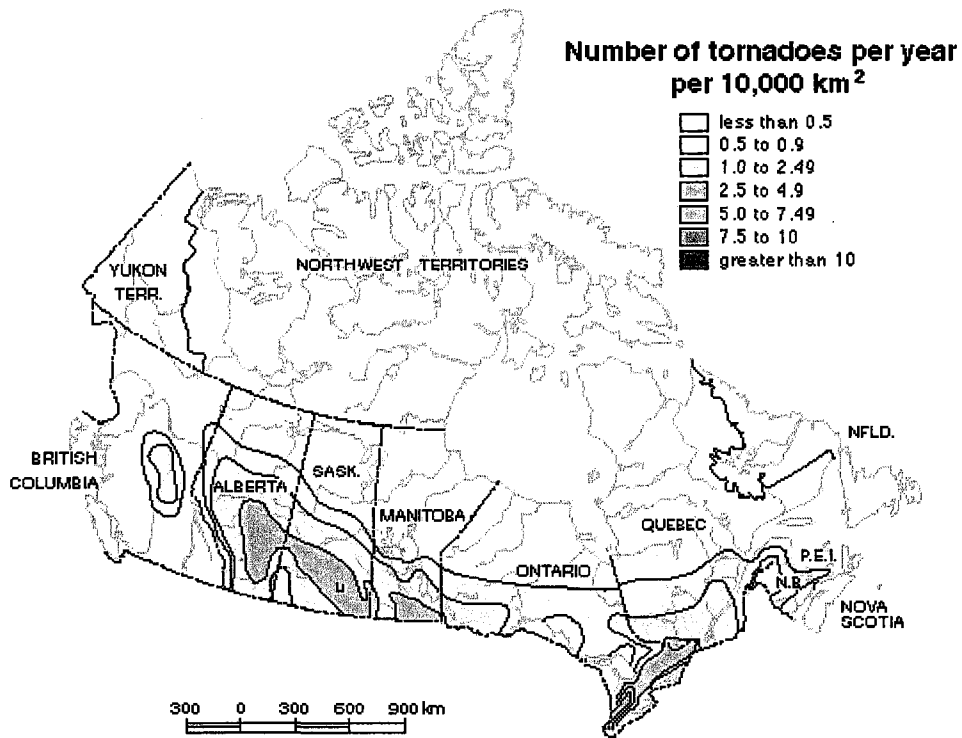 Number of tornadoes per year
per 10,000 km²
less than 0.5
0.5 to 0.9
1.0 to 2.49
2.5 to 4.9
5.0 to 7.49
7.5 to 10
greater than 10
YUKON
TERR.
NORTHWEST TERRITORIES
NFLD.
BRITISH
COLUMBIA
ALBERTA
SASK.
MANITOBA
ONTARIO
QUEBEC
P.E.I.
N.B.
NOVA
SCOTIA
300 0 300 600 900 km